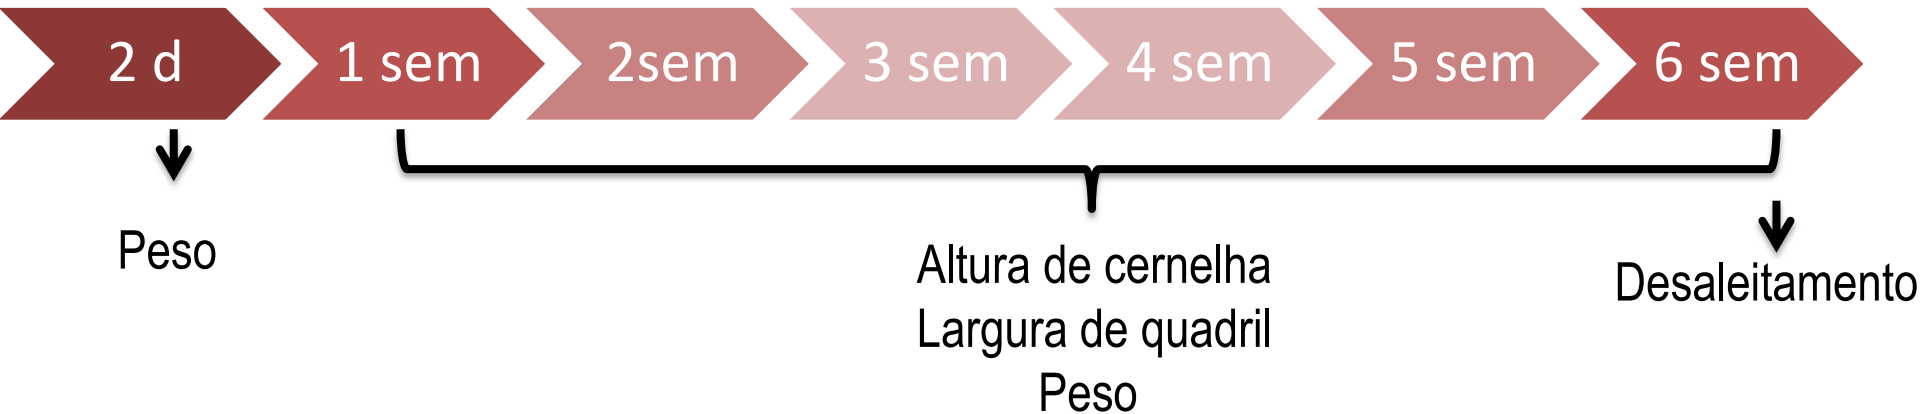 2 d
1 sem
2sem
3 sem
4 sem
5 sem
6 sem
Peso
Altura de cernelha
Largura de quadril
Peso
Desaleitamento